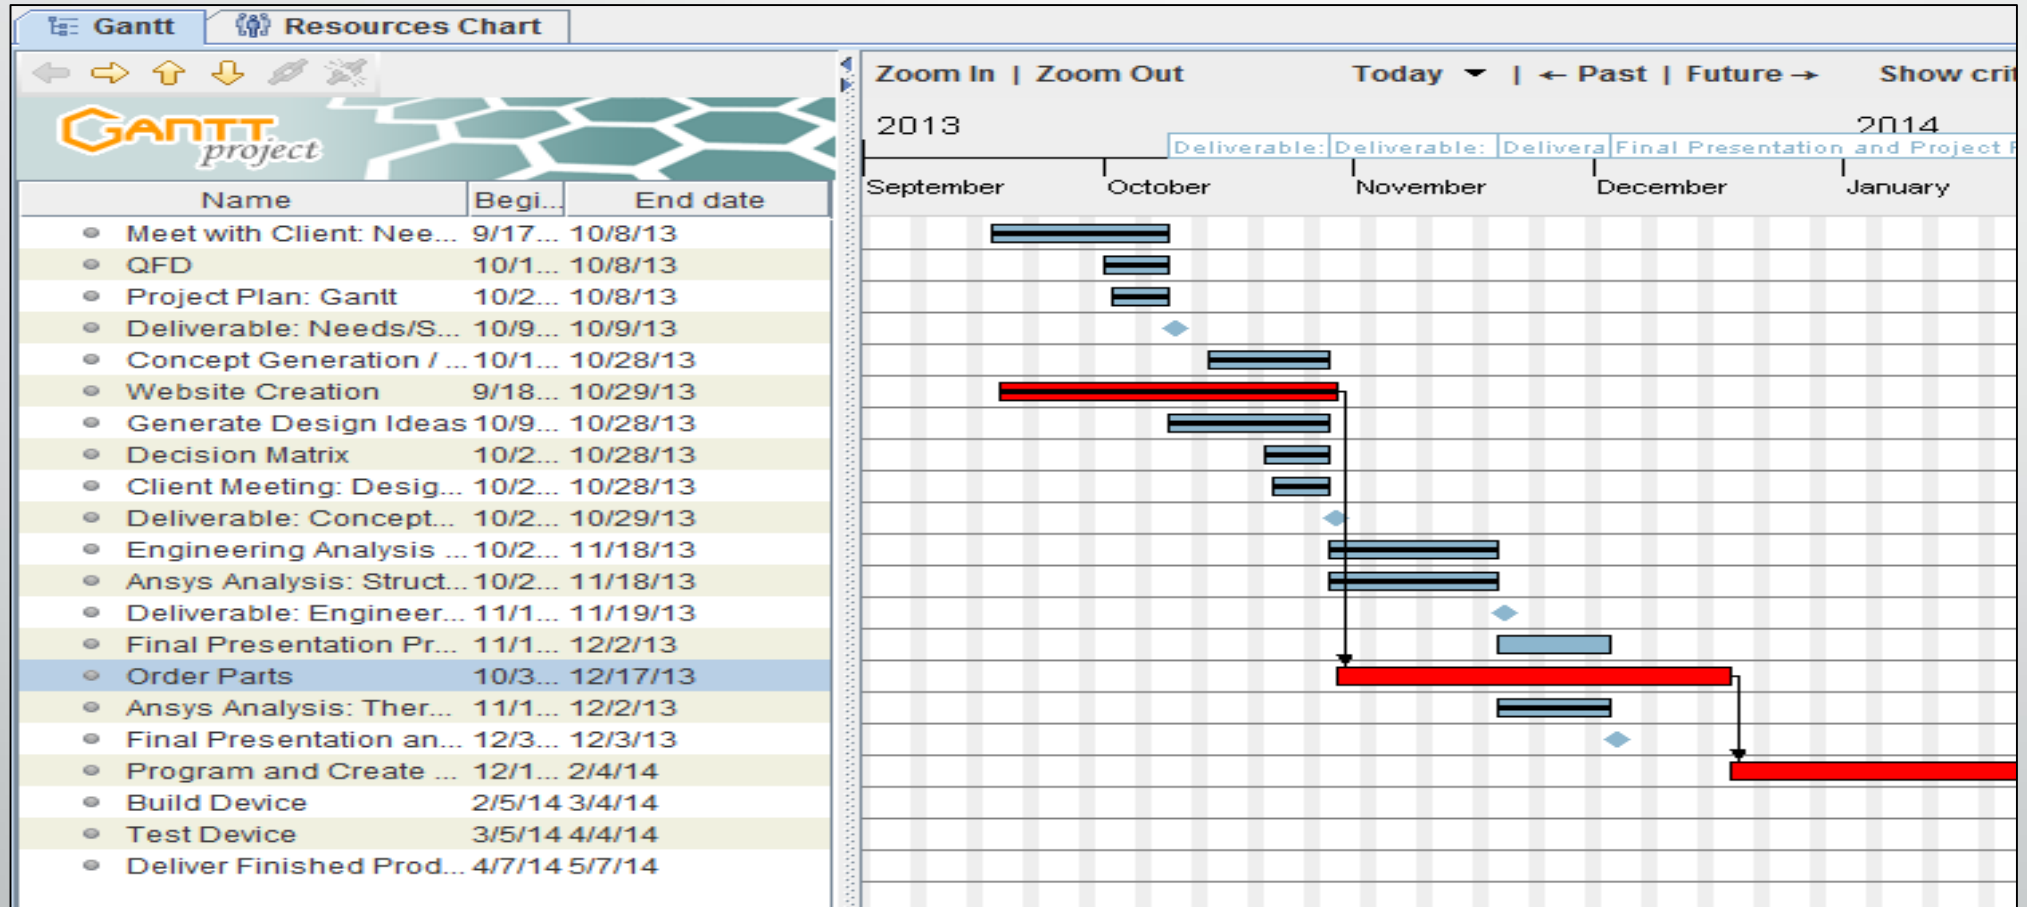 Gantt Resources Chart
Zoom In | Zoom Out Today | ← Past | Future → Show crit
GANTT project
2013 2014
Deliverable: Deliverable: Delivera Final Presentation and Project
September October November December January
Name Begi... End date
Meet with Client: Nee... 9/17... 10/8/13
QFD 10/1... 10/8/13
Project Plan: Gantt 10/2... 10/8/13
Deliverable: Needs/S... 10/9... 10/9/13
Concept Generation / ... 10/1... 10/28/13
Website Creation 9/18... 10/29/13
Generate Design Ideas 10/9... 10/28/13
Decision Matrix 10/2... 10/28/13
Client Meeting: Desig... 10/2... 10/28/13
Deliverable: Concept... 10/2... 10/29/13
Engineering Analysis ... 10/2... 11/18/13
Ansys Analysis: Struct... 10/2... 11/18/13
Deliverable: Engineer... 11/1... 11/19/13
Final Presentation Pr... 11/1... 12/2/13
Order Parts 10/3... 12/17/13
Ansys Analysis: Ther... 11/1... 12/2/13
Final Presentation an... 12/3... 12/3/13
Program and Create ... 12/1... 2/4/14
Build Device 2/5/14 3/4/14
Test Device 3/5/14 4/4/14
Deliver Finished Prod... 4/7/14 5/7/14